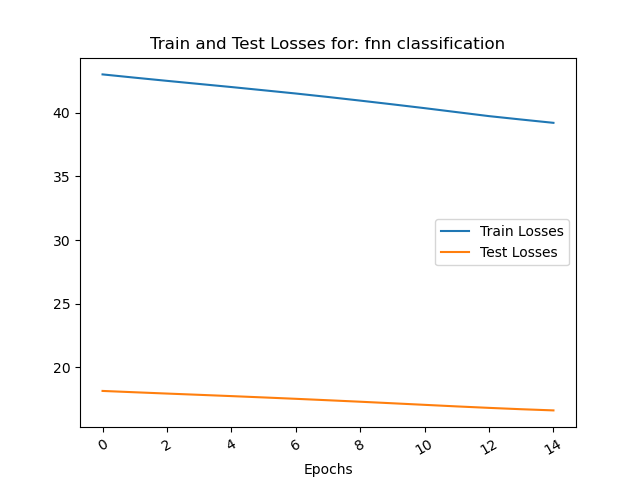 Train and Test Losses for: fnn classification
40
35
30
25
20
Train Losses
Test Losses
0 2 4 6 8 10 12 14
Epochs